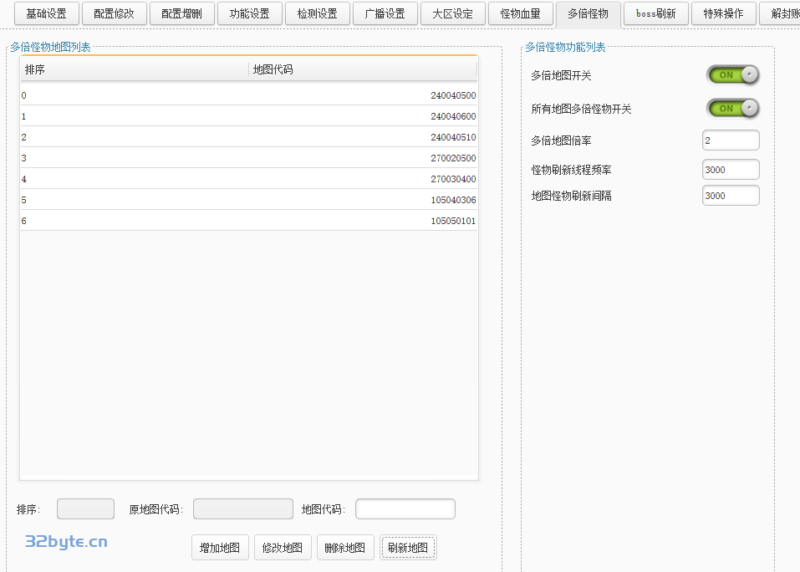 基础设置 配置修改 配置增删 功能设置 检测设置 广播设置 大区设定 怪物血量 多倍怪物 boss刷新 特殊操作 解封账
多倍怪物地图列表
排序 地图代码
0 240040500
1 240040600
2 240040510
3 270020500
4 270030400
5 105040306
6 105050101
排序: 原地图代码: 地图代码:
增加地图 修改地图 删除地图 刷新地图
32byte.cn
多倍怪物功能列表
多倍地图开关 ON
所有地图多倍怪物开关 ON
多倍地图倍率 2
怪物刷新线程频率 3000
地图怪物刷新间隔 3000